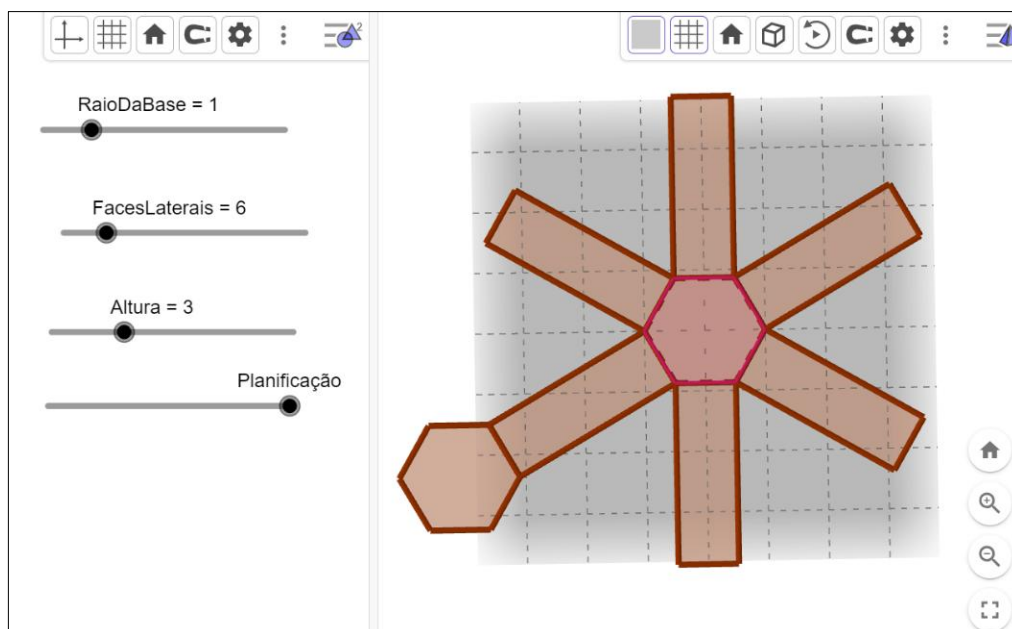 RaioDaBase = 1
FacesLaterais = 6
Altura = 3
Planificação